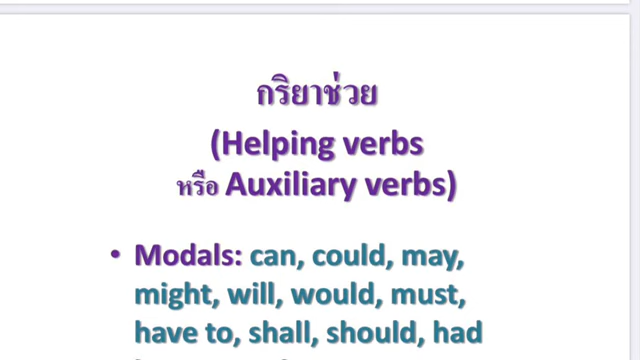 กริยาช่วย
(Helping verbs
หรือ Auxiliary verbs)
• Modals: can, could, may,
might, will, would, must,
have to, shall, should, had